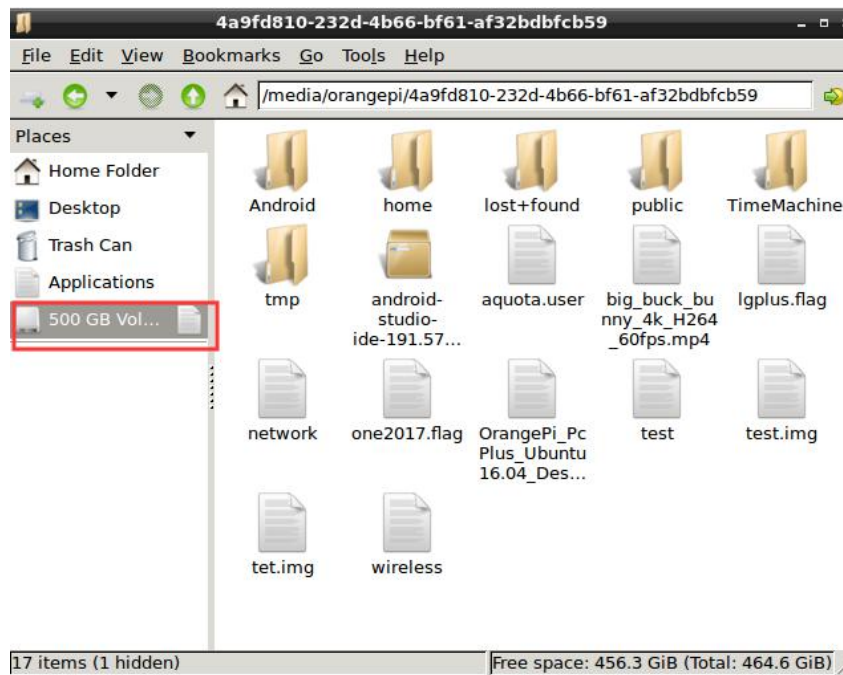 4a9fd810-232d-4b66-bf61-af32bdbfcb59
File Edit View Bookmarks Go Tools Help
/media/orangepi/4a9fd810-232d-4b66-bf61-af32bdbfcb59
Places
Home Folder
Desktop
Trash Can
Applications
500 GB Vol...
Android home lost+found public TimeMachine
tmp android- aquota.user big_buck_bu lgplus.flag
studio- nny_4k_H264
ide-191.57... _60fps.mp4
network one2017.flag OrangePi_Pc test test.img
Plus_Ubuntu
16.04_Des...
tet.img wireless
17 items (1 hidden) Free space: 456.3 GiB (Total: 464.6 GiB)